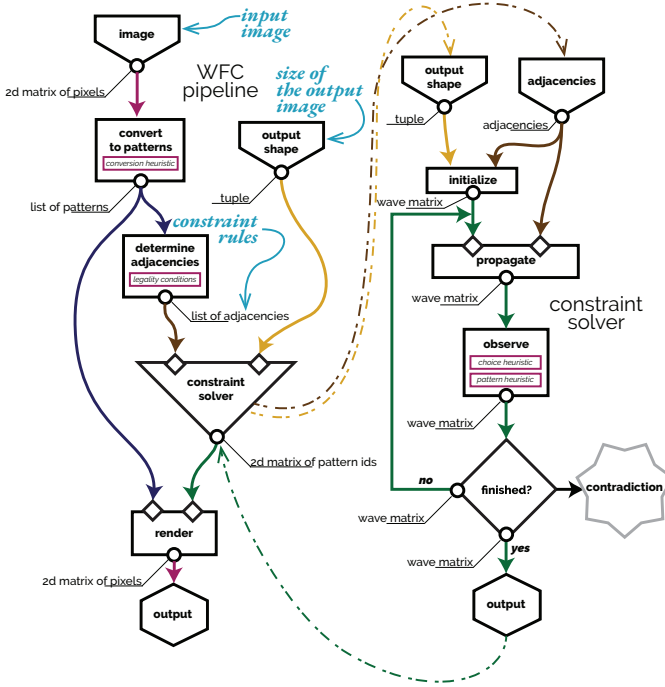 image
input
image
2d matrix of pixels
WFC
pipeline
convert
to patterns
conversion heuristic
list of patterns
size of
the output
image
output
shape
tuple
constraint
rules
determine
adjacencies
legality conditions
list of adjacencies
constraint
solver
2d matrix of pattern ids
render
2d matrix of pixels
output
output
shape
tuple
adjacencies
adjacencies
initialize
wave matrix
propagate
wave matrix
constraint
solver
observe
choice heuristic
pattern heuristic
wave matrix
no
finished?
contradiction
wave matrix
yes
wave matrix
output